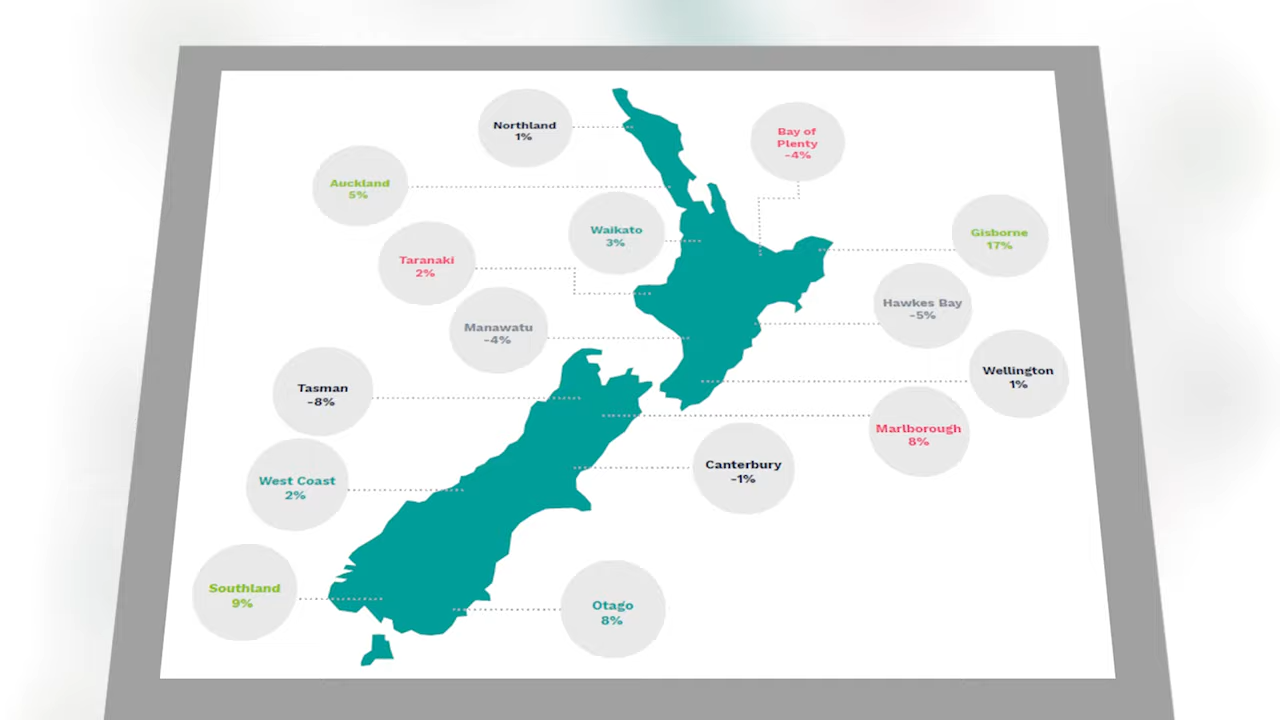 Northland
1%
Bay of
Plenty
-4%
Auckland
5%
Waikato
3%
Gisborne
17%
Taranaki
2%
Hawkes Bay
-5%
Manawatu
-4%
Wellington
1%
Tasman
-8%
Marlborough
8%
Canterbury
-1%
West Coast
2%
Southland
9%
Otago
8%